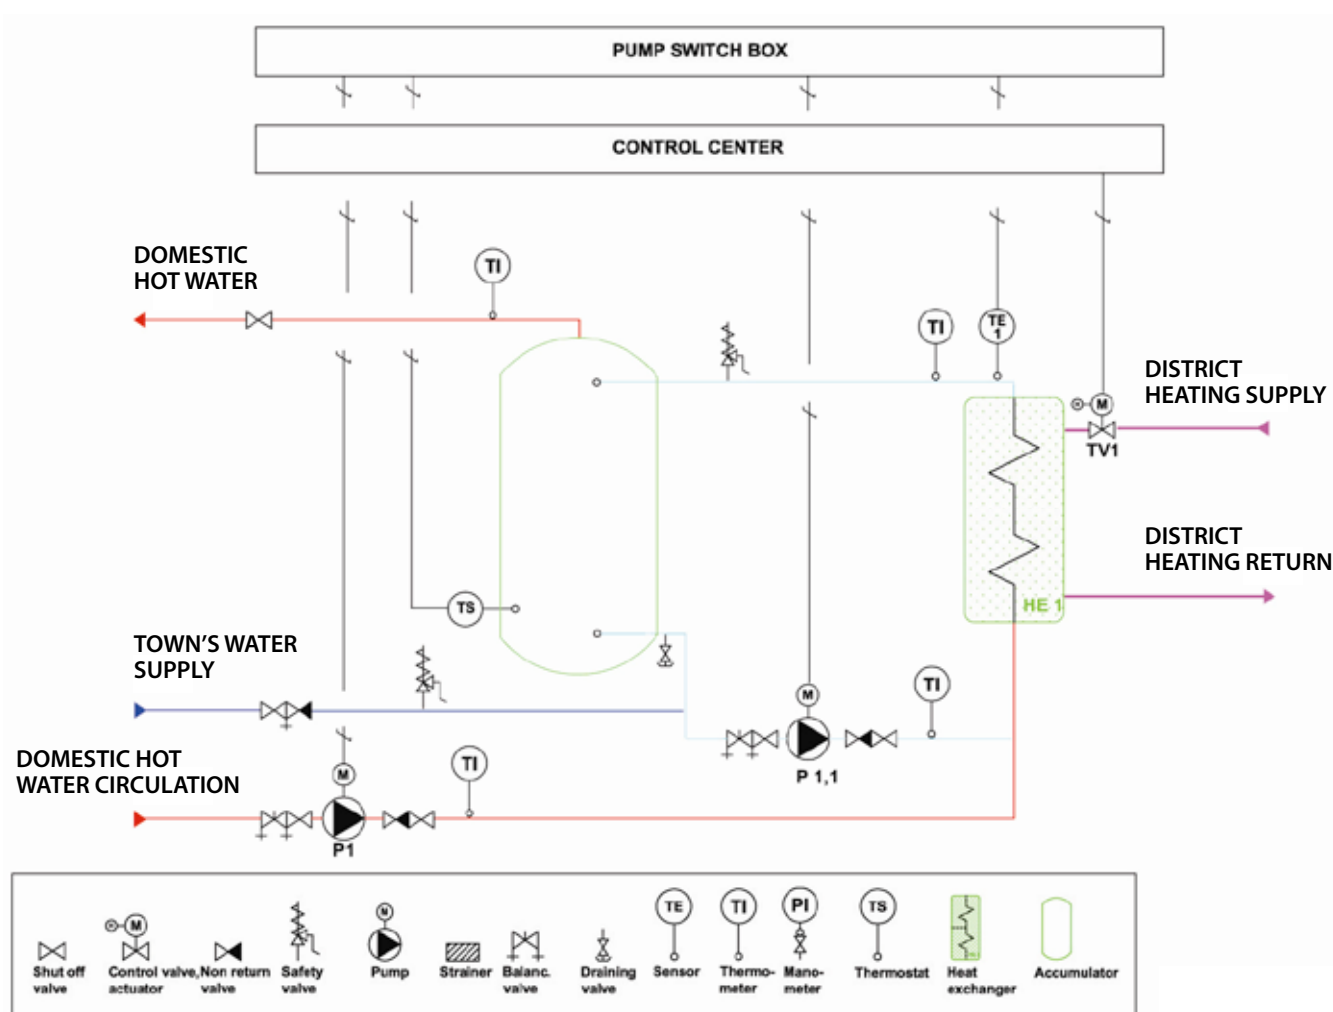 PUMP SWITCH BOX
CONTROL CENTER
DOMESTIC
HOT WATER
TI
TI
TE
1
DISTRICT
HEATING SUPPLY
M
TV1
DISTRICT
HEATING RETURN
HE 1
TS
TOWN'S WATER
SUPPLY
M
TI
P 1,1
DOMESTIC HOT
WATER CIRCULATION
M
TI
P1
M
N
TE
TI
PI
TS
Shut off
valve
Control valve,
actuator
Non return
valve
Safety
valve
Pump
Strainer
Balanc.
valve
Draining
valve
Sensor
Thermo-
meter
Mano-
meter
Thermostat
Heat
exchanger
Accumulator